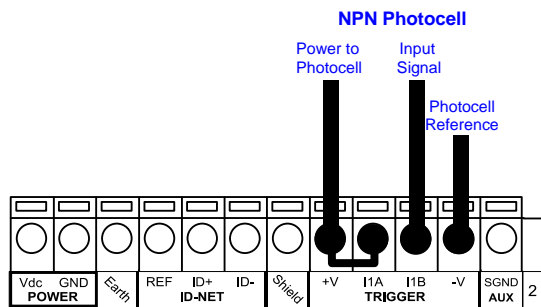 NPN Photocell
Power to
Photocell
Input
Signal
Photocell
Reference
Vdc GND Earth REF ID+ ID- Shield +V I1A I1B -V SGND 2
POWER ID-NET TRIGGER AUX